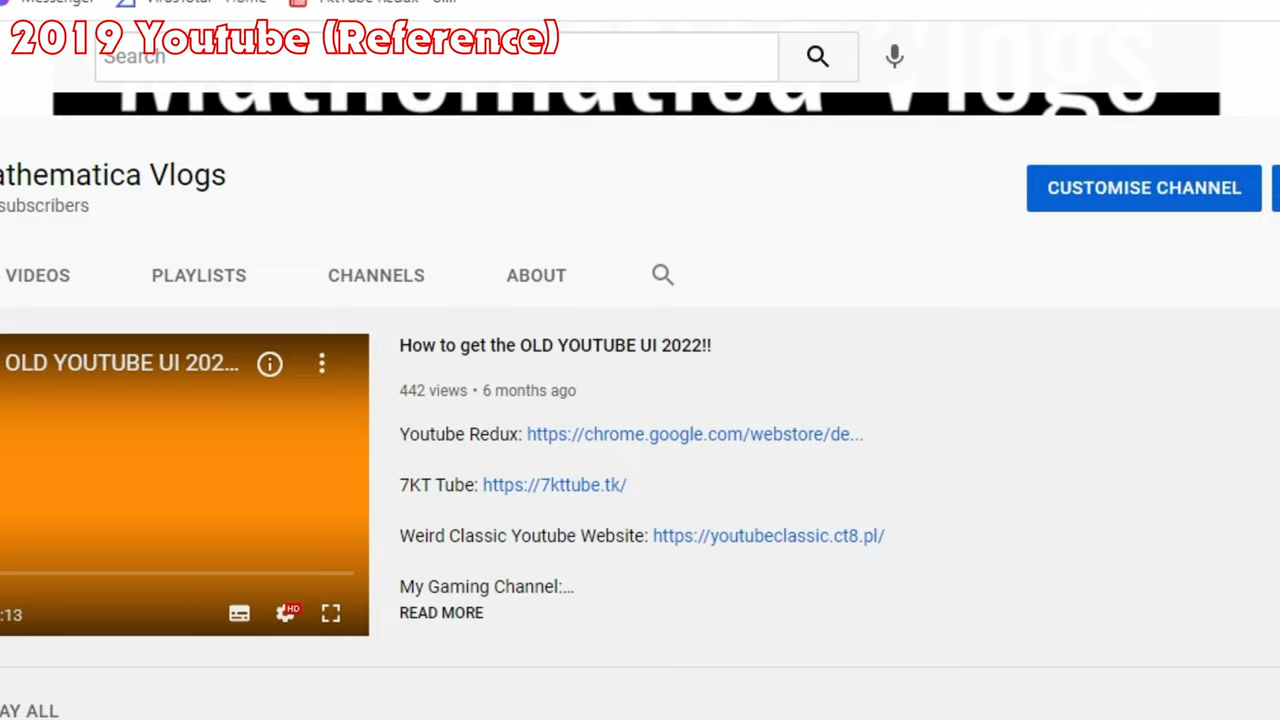 2019 Youtube (Reference)
Search
Mathematica Vlogs
athematica Vlogs
subscribers
CUSTOMISE CHANNEL
VIDEOS PLAYLISTS CHANNELS ABOUT
OLD YOUTUBE UI 202...
How to get the OLD YOUTUBE UI 2022!!
442 views • 6 months ago
Youtube Redux: https://chrome.google.com/webstore/de...
7KT Tube: https://7kttube.tk/
Weird Classic Youtube Website: https://youtubeclassic.ct8.pl/
My Gaming Channel:...
READ MORE
:13
HD
AY ALL